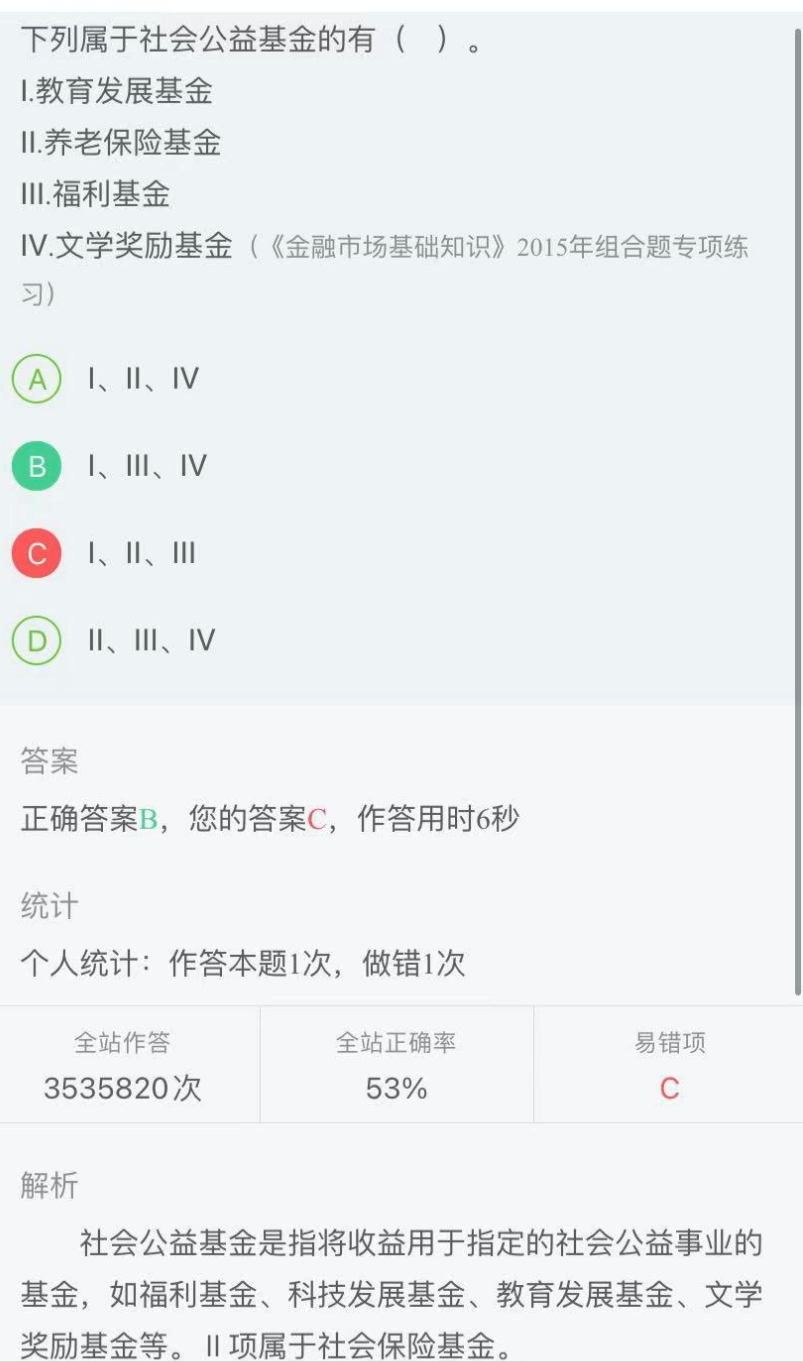 下列属于社会公益基金的有（　）。
I.教育发展基金
II.养老保险基金
III.福利基金
IV.文学奖励基金（《金融市场基础知识》2015年组合题专项练
习）
A I、II、IV
B I、III、IV
C I、II、III
D II、III、IV
答案
正确答案B，您的答案C，作答用时6秒
统计
个人统计：作答本题1次，做错1次
全站作答 全站正确率 易错项
3535820次 53% C
解析
社会公益基金是指将收益用于指定的社会公益事业的
基金，如福利基金、科技发展基金、教育发展基金、文学
奖励基金等。II项属于社会保险基金。